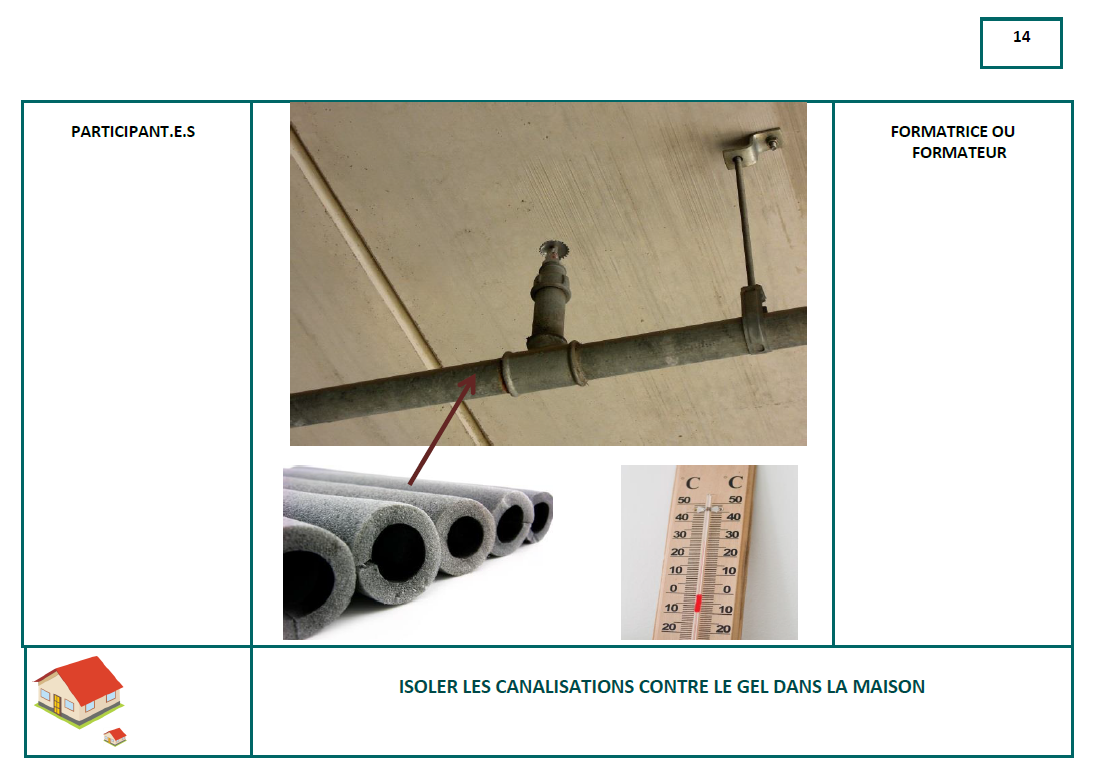 14
PARTICIPANT.E.S
FORMATRICE OU
FORMATEUR
C C
50 50
40 40
30 30
20 20
10 10
0 0
10 10
20 20
ISOLER LES CANALISATIONS CONTRE LE GEL DANS LA MAISON